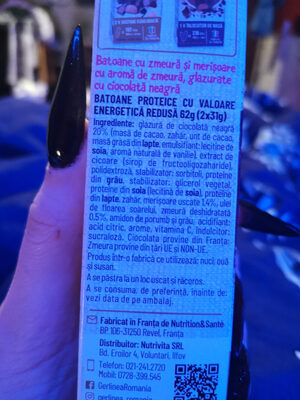 Batoane cu zmeură și merișoare
cu aromă de zmeură, glazurate
cu ciocolată neagră
BATOANE PROTEICE CU VALOARE
ENERGETICĂ REDUSĂ 62g (2x31g)
Ingrediente: glazură de ciocolată neagră
20% (masă de cacao, zahăr, unt de cacao,
masă grasă din lapte, emulsifiant: lecitine de
soia, aromă naturală de vanilie), extract de
cicoare (sirop de fructooligozaharide),
polidextroză, stabilizator: sorbitoli, proteine
din grâu, stabilizator: glicerol vegetal,
proteine din soia (lecitină de soia), proteine
din lapte, zahăr, merișoare uscate 1,4%, ulei
de floarea soarelui, zmeură deshidratată
0,5%, amidon de porumb și grâu, acidifiant:
acid citric, arome, vitamina C, îndulcitor:
sucraloză. Ciocolata provine din Franța;
Zmeura provine din țări UE și NON-UE.
Produs într-o fabrică ce utilizează: nuci, ouă
și susan.
A se păstra la un loc uscat și răcoros.
A se consuma, de preferință, înainte de:
vezi data de pe ambalaj.
Fabricat în Franța de Nutrition&Santé
BP 106-31250 Revel, Franța
Distribuitor: Nutrivita SRL
Bd. Eroilor 4, Voluntari, Ilfov
Telefon: 021-241.2720
Mobil: 0728-399.545
GerlineaRomania
gerlinea_romania